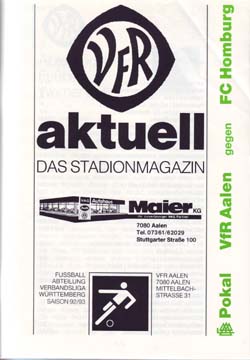 VfR
aktuell
DAS STADIONMAGAZIN
Autohaus
Maier KG
7080 Aalen
Tel. 07361/62029
Stuttgarter Straße 100
FUSSBALL
ABTEILUNG
VERBANDSLIGA
WÜRTTEMBERG
SAISON 92/93
VFR AALEN
7080 AALEN
MITTELBACH-
STRASSE 31
Pokal VfR Aalen gegen FC Homburg